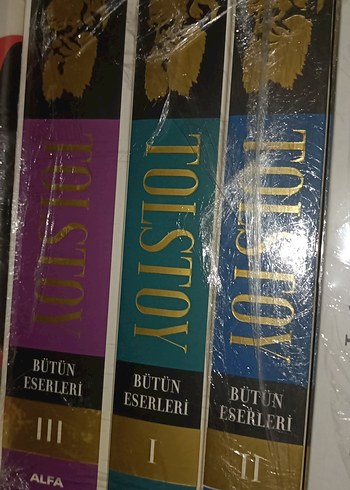 TOLSTOY
BÜTÜN
ESERLERİ
III
ALFA
TOLSTOY
BÜTÜN
ESERLERİ
I
TOLSTOY
BÜTÜN
ESERLERİ
II